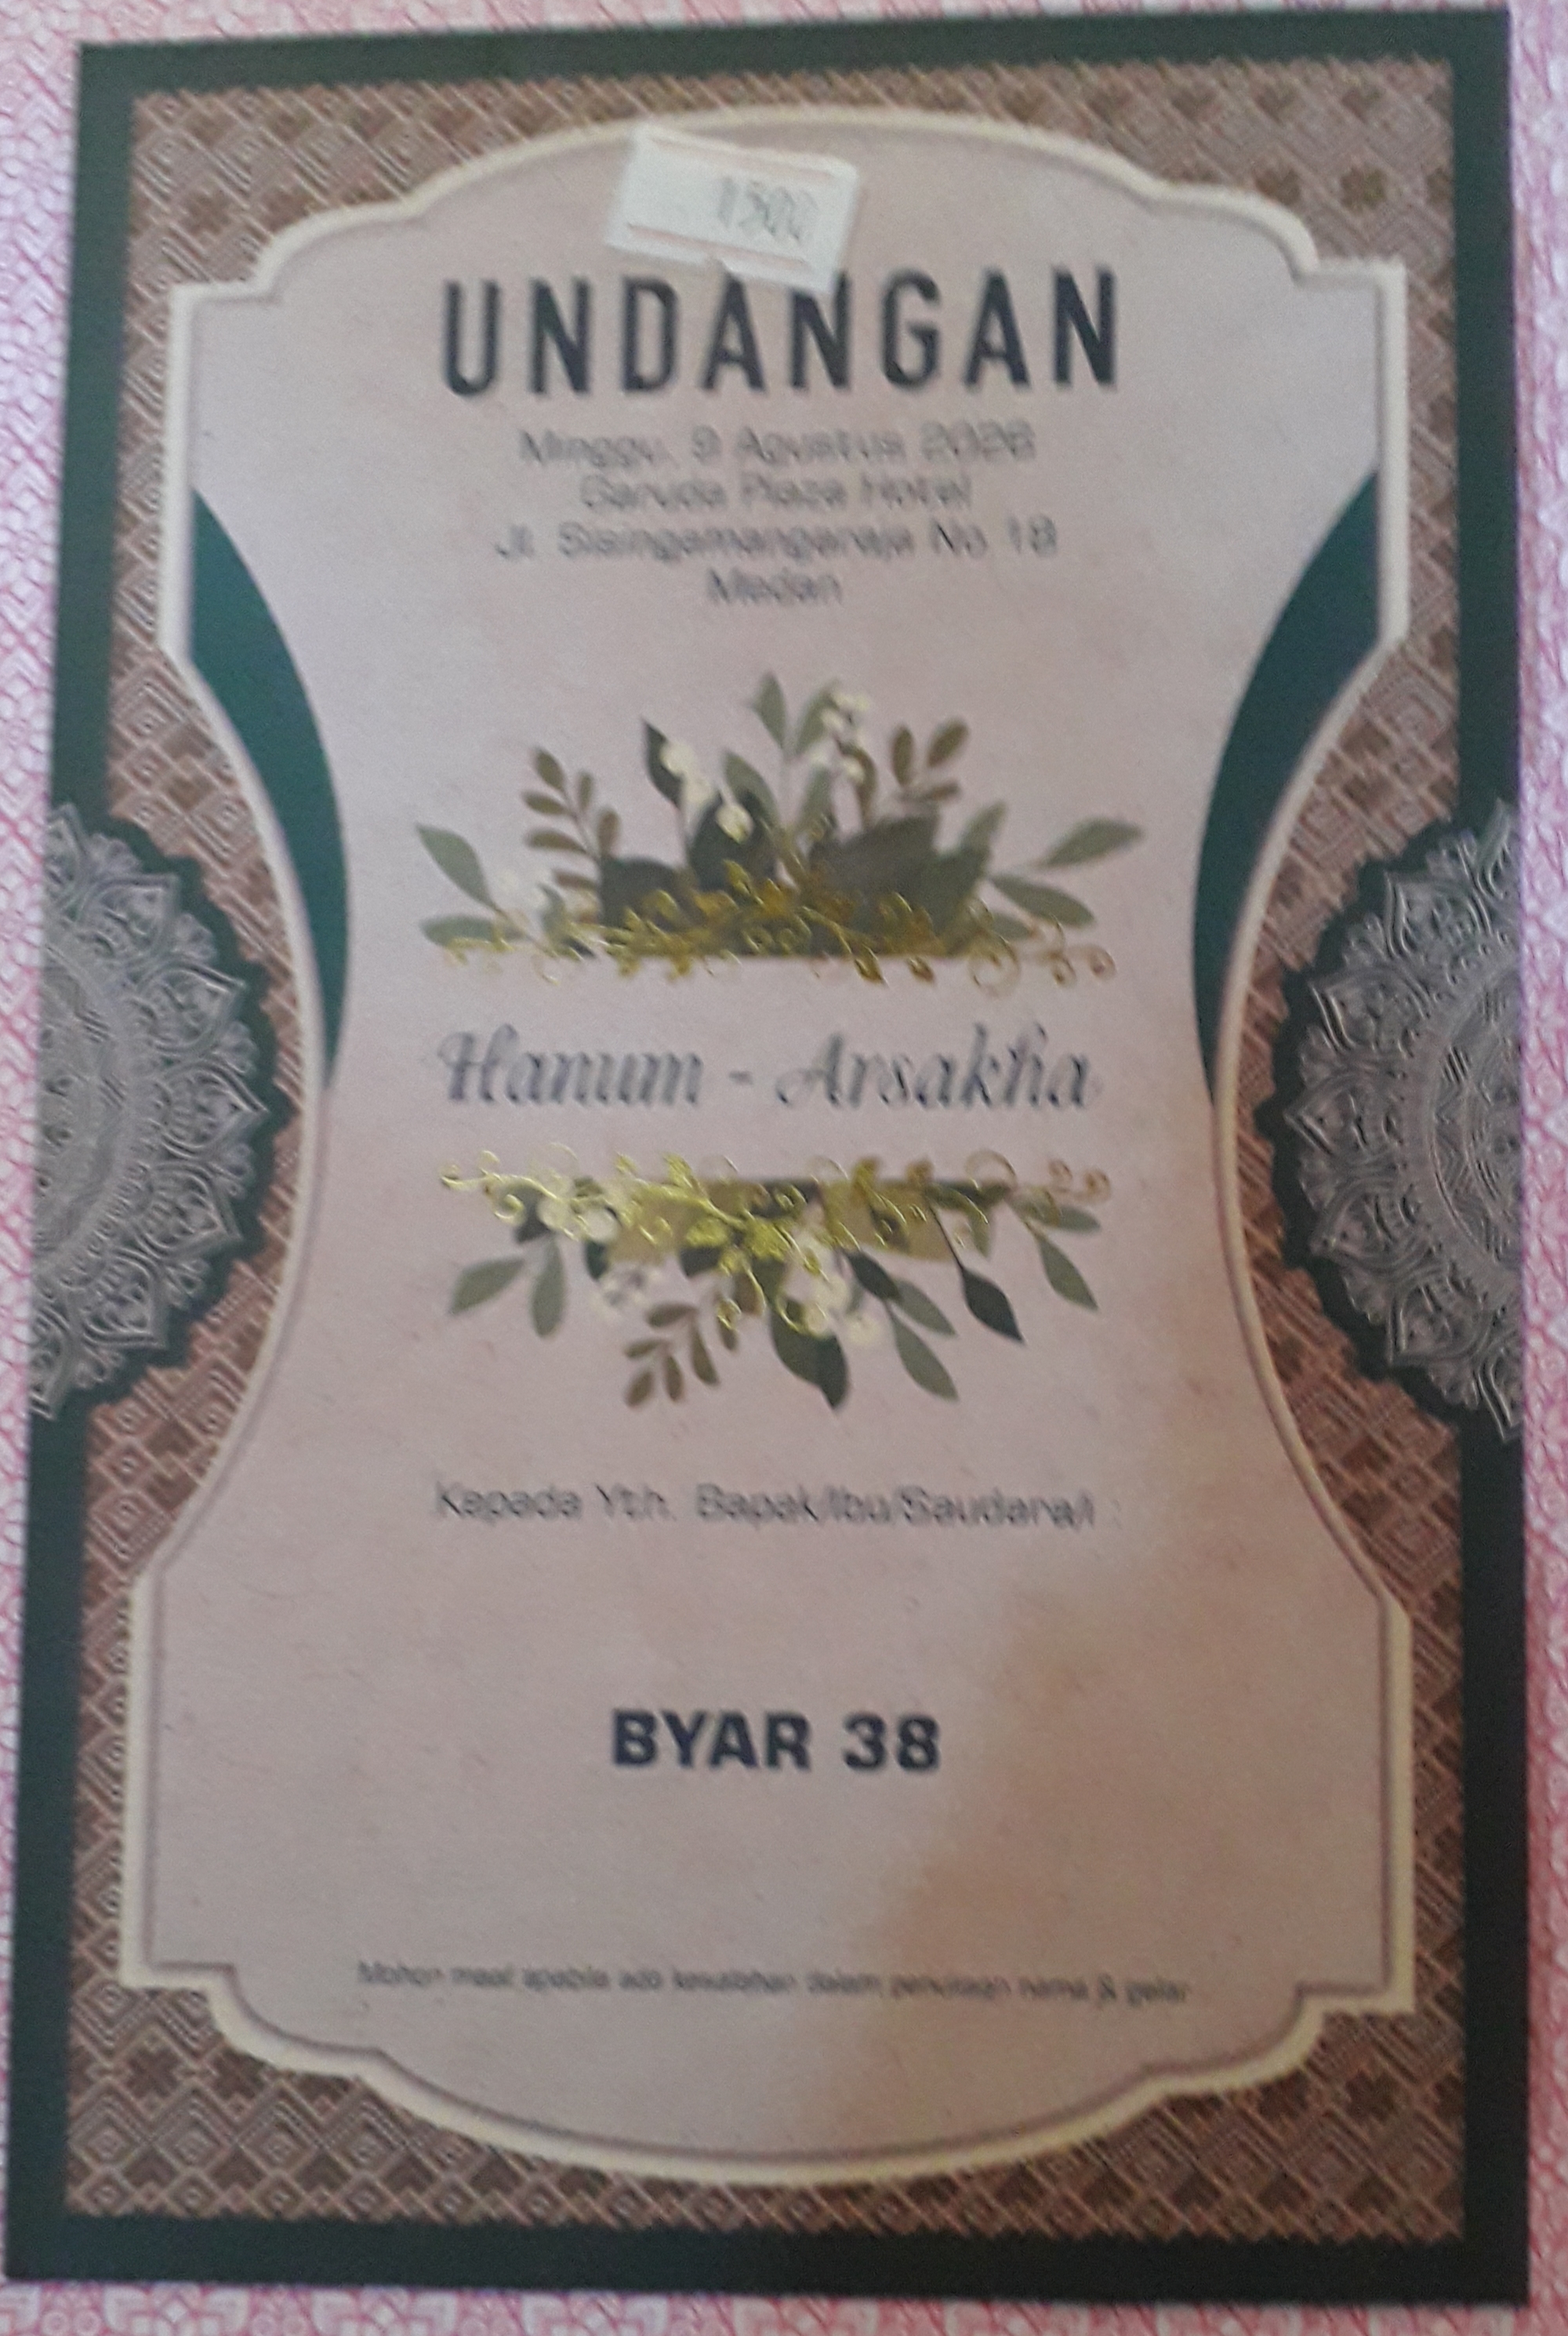 1500
UNDANGAN
Minggu, 9 Agustus 2026
Garuda Plaza Hotel
Jl. Sisingamangaraja No 18
Medan
Hanum - Arsakha
Kepada Yth. Bapak/Ibu/Saudara/i
BYAR 38
Mohon maaf apabila ada kesalahan dalam penulisan nama & gelar